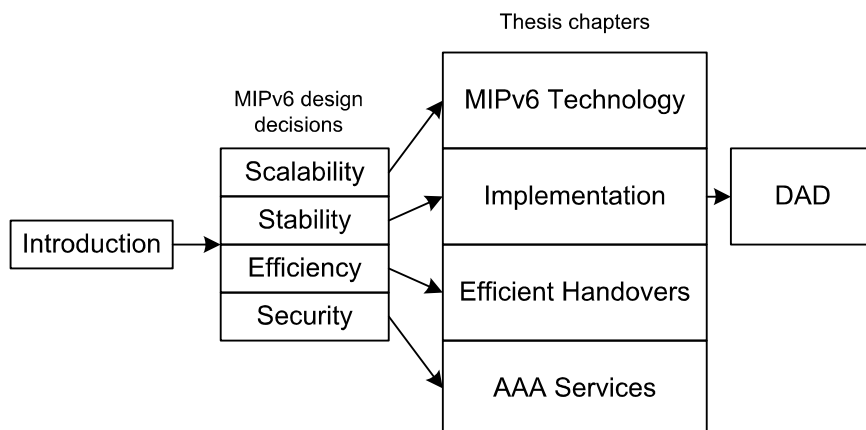 Thesis chapters
MIPv6 design
decisions
Introduction
Scalability
Stability
Efficiency
Security
MIPv6 Technology
Implementation
Efficient Handovers
AAA Services
DAD